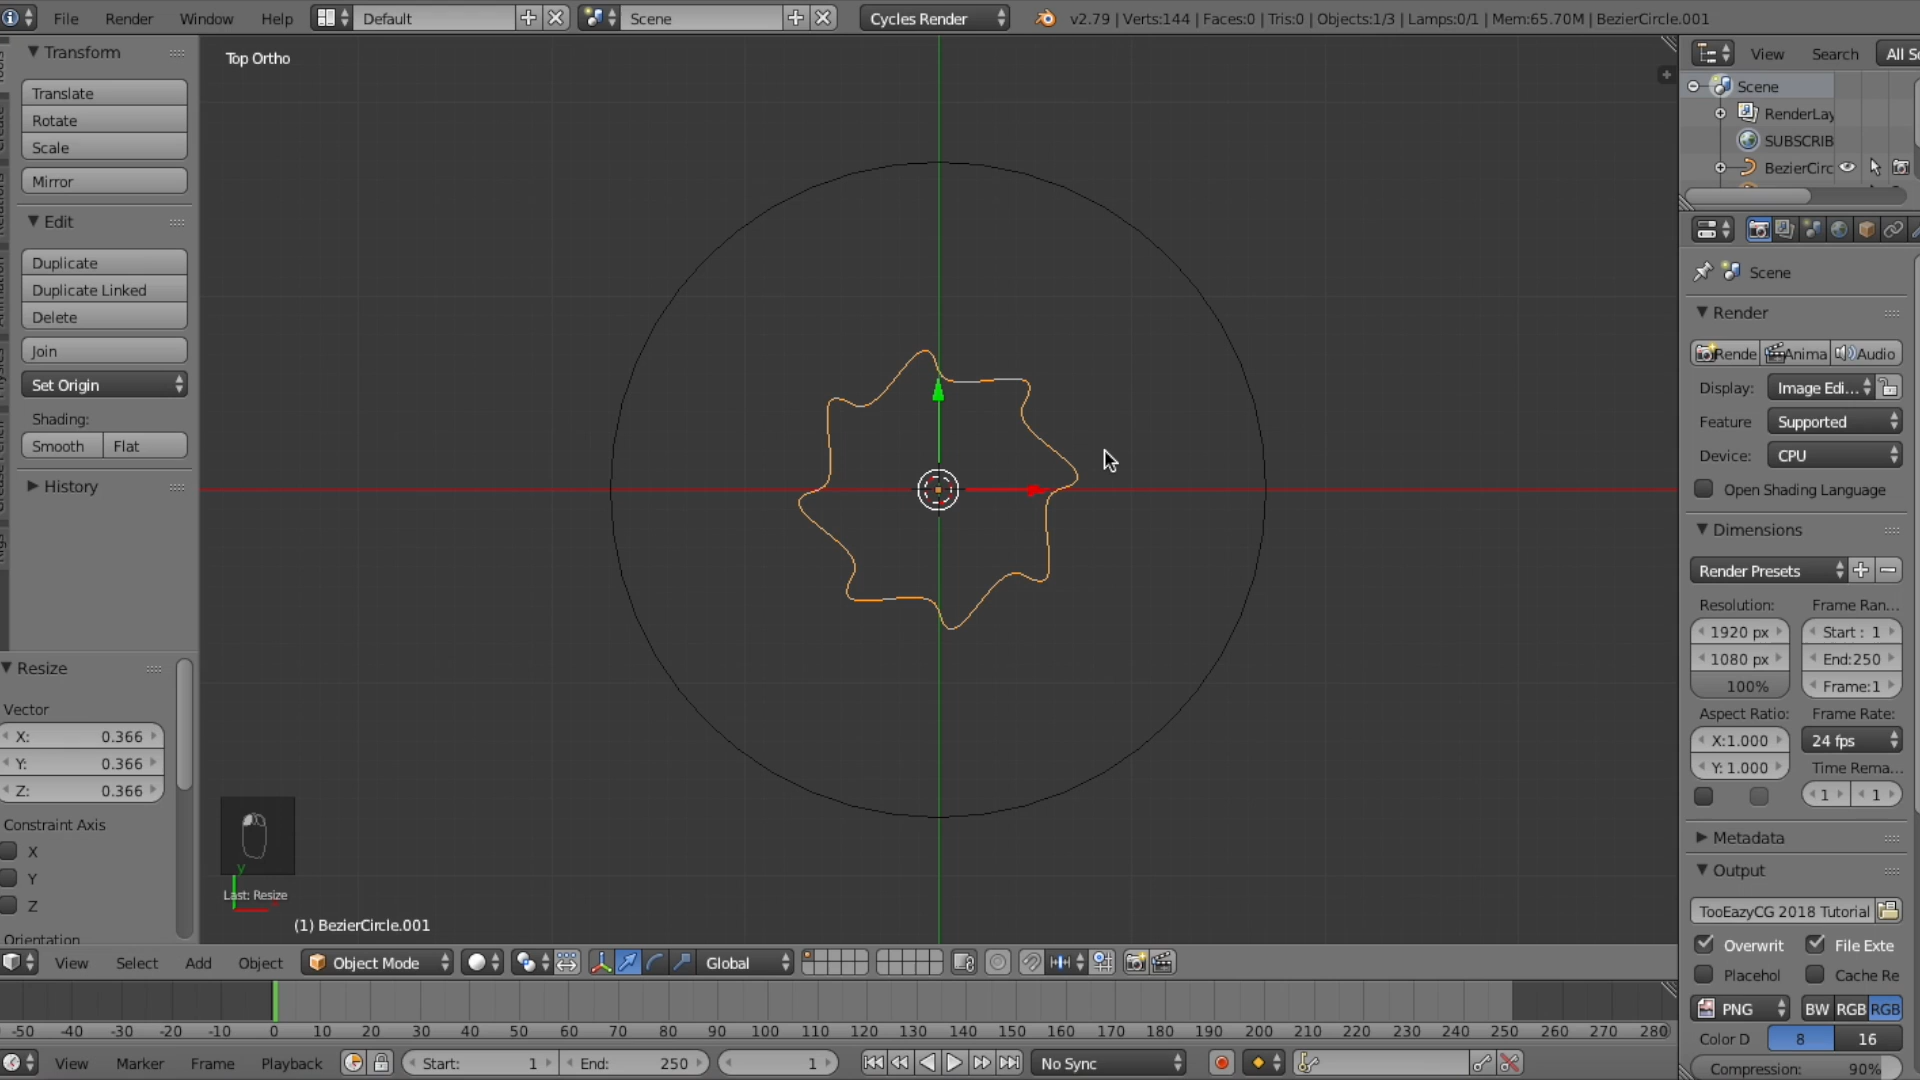 File Render Window Help Default Scene Cycles Render v2.79 | Verts:144 | Faces:0 | Tris:0 | Objects:1/3 | Lamps:0/1 | Mem:65.70M | BezierCircle.001
Transform
Translate
Rotate
Scale
Mirror
Edit
Duplicate
Duplicate Linked
Delete
Join
Set Origin
Shading:
Smooth Flat
History
Resize
Vector
X: 0.366
Y: 0.366
Z: 0.366
Constraint Axis
X
Y
Z
Orientation
Top Ortho
y
Last: Resize
(1) BezierCircle.001
View Search All Sc
Scene
RenderLay
SUBSCRIB
BezierCirc
Scene
Render
Rende Anima Audio
Display: Image Edi...
Feature Supported
Device: CPU
Open Shading Language
Dimensions
Render Presets
Resolution: Frame Ran...
1920 px Start : 1
1080 px End:250
100% Frame:1
Aspect Ratio: Frame Rate:
X:1.000 24 fps
Y: 1.000 Time Rema...
1 1
Metadata
Output
TooEazyCG 2018 Tutorial
Overwrit File Exte
Placehol Cache Re
PNG BW RGB RGB
Color D 8 16
Compression: 90%
View Select Add Object Object Mode Global
-50 -40 -30 -20 -10 0 10 20 30 40 50 60 70 80 90 100 110 120 130 140 150 160 170 180 190 200 210 220 230 240 250 260 270 280
View Marker Frame Playback Start: 1 End: 250 1 No Sync